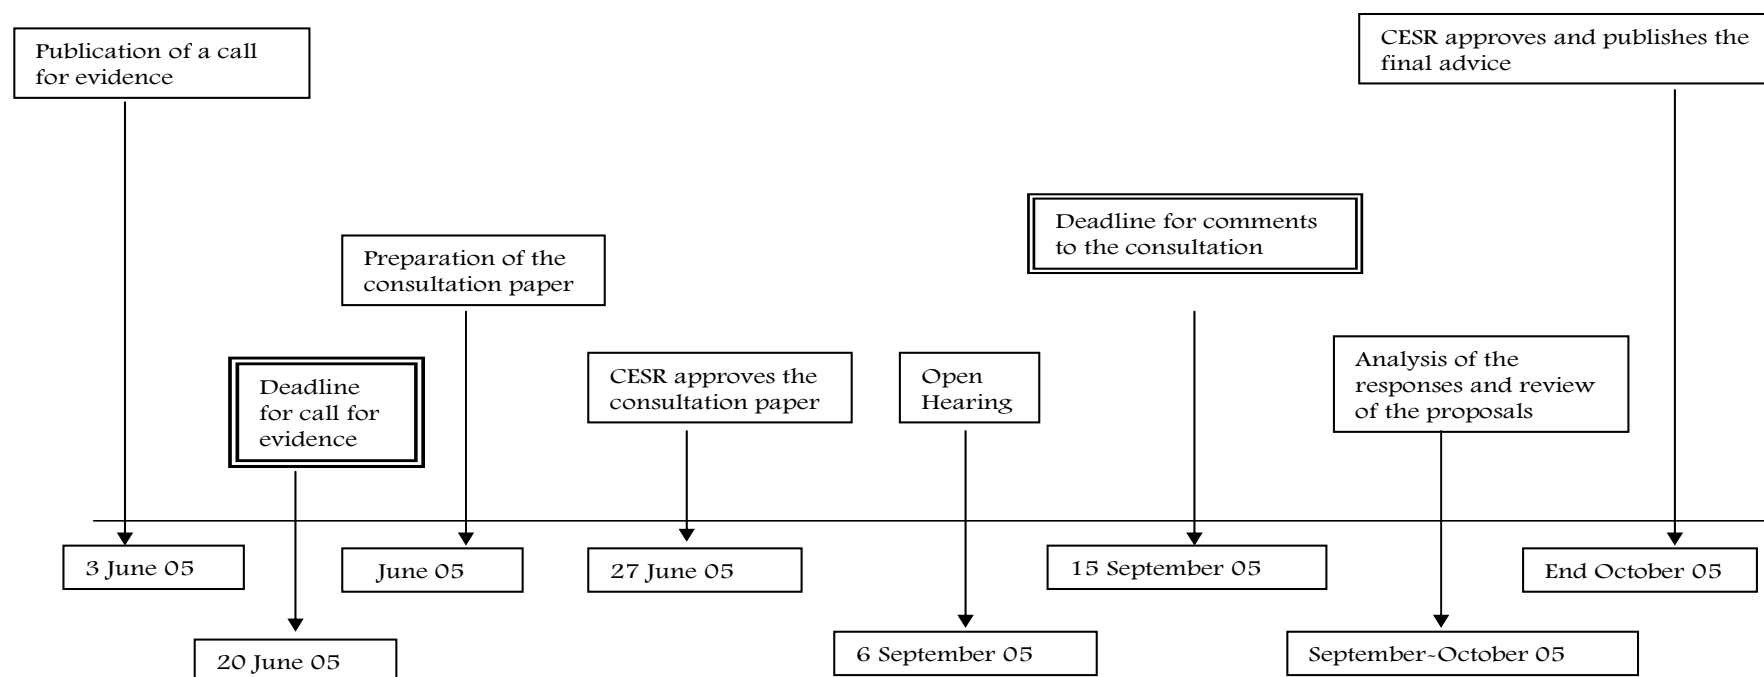 Publication of a call
for evidence
CESR approves and publishes the
final advice
Deadline for comments
to the consultation
Preparation of the
consultation paper
Deadline
for call for
evidence
CESR approves the
consultation paper
Open
Hearing
Analysis of the
responses and review
of the proposals
3 June 05
June 05
27 June 05
15 September 05
End October 05
20 June 05
6 September 05
September-October 05